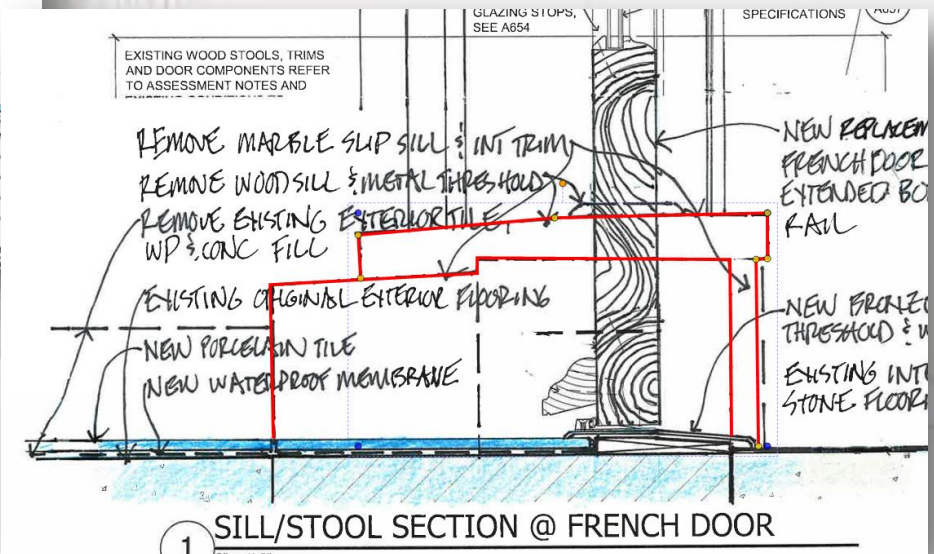 GLAZING STOPS,
SEE A654
SPECIFICATIONS
EXISTING WOOD STOOLS, TRIMS
AND DOOR COMPONENTS REFER
TO ASSESSMENT NOTES AND
REMOVE MARBLE SLIP SILL & INT TRIM
REMOVE WOOD SILL & METAL THRESHOLD
REMOVE EXISTING EXTERIOR TILE,
WP & CONC FILL
EXISTING ORIGINAL EXTERIOR FLOORING
NEW PORCELAIN TILE
NEW WATERPROOF MEMBRANE
NEW REPLACEM
FRENCH DOOR
EXTENDED BO
RAIL
NEW BRONZE
THRESHOLD & W
EXISTING INT
STONE FLOOR
1 SILL/STOOL SECTION @ FRENCH DOOR